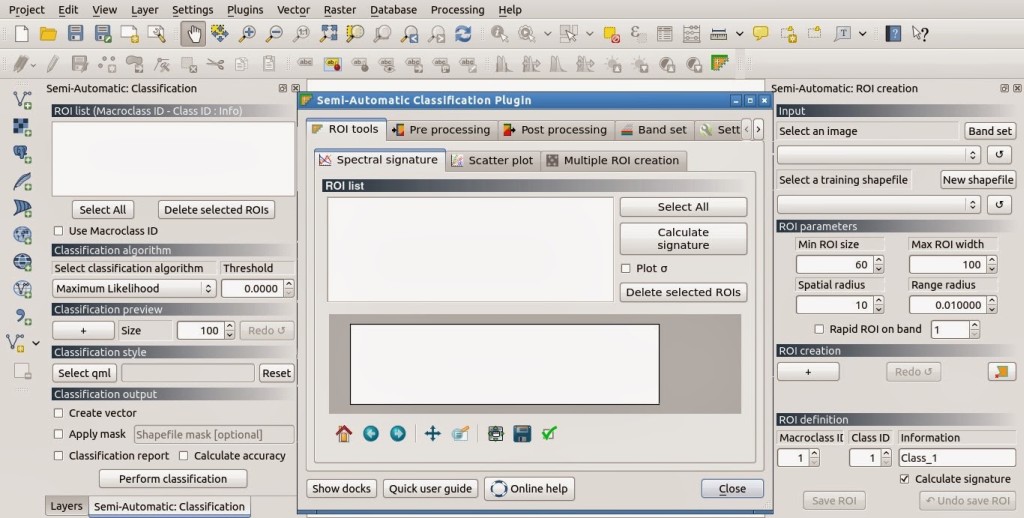 Project Edit View Layer Settings Plugins Vector Raster Database Processing Help
Semi-Automatic: Classification
ROI list (Macroclass ID - Class ID : Info)
Select All Delete selected ROIs
Use Macroclass ID
Classification algorithm
Select classification algorithm Threshold
Maximum Likelihood 0.0000
Classification preview
+ Size 100 Redo ↺
Classification style
Select qml Reset
Classification output
Create vector
Apply mask Shapefile mask [optional]
Classification report Calculate accuracy
Perform classification
Layers Semi-Automatic: Classification
Semi-Automatic Classification Plugin
ROI tools Pre processing Post processing Band set Sett
Spectral signature Scatter plot Multiple ROI creation
ROI list
Select All
Calculate
signature
Plot σ
Delete selected ROIs
Show docks Quick user guide Online help Close
Semi-Automatic: ROI creation
Input
Select an image Band set
↺
Select a training shapefile New shapefile
↺
ROI parameters
Min ROI size Max ROI width
60 100
Spatial radius Range radius
10 0.010000
Rapid ROI on band 1
ROI creation
+ Redo ↺
ROI definition
Macroclass ID Class ID Information
1 1 Class_1
Calculate signature
Save ROI ↶ Undo save ROI